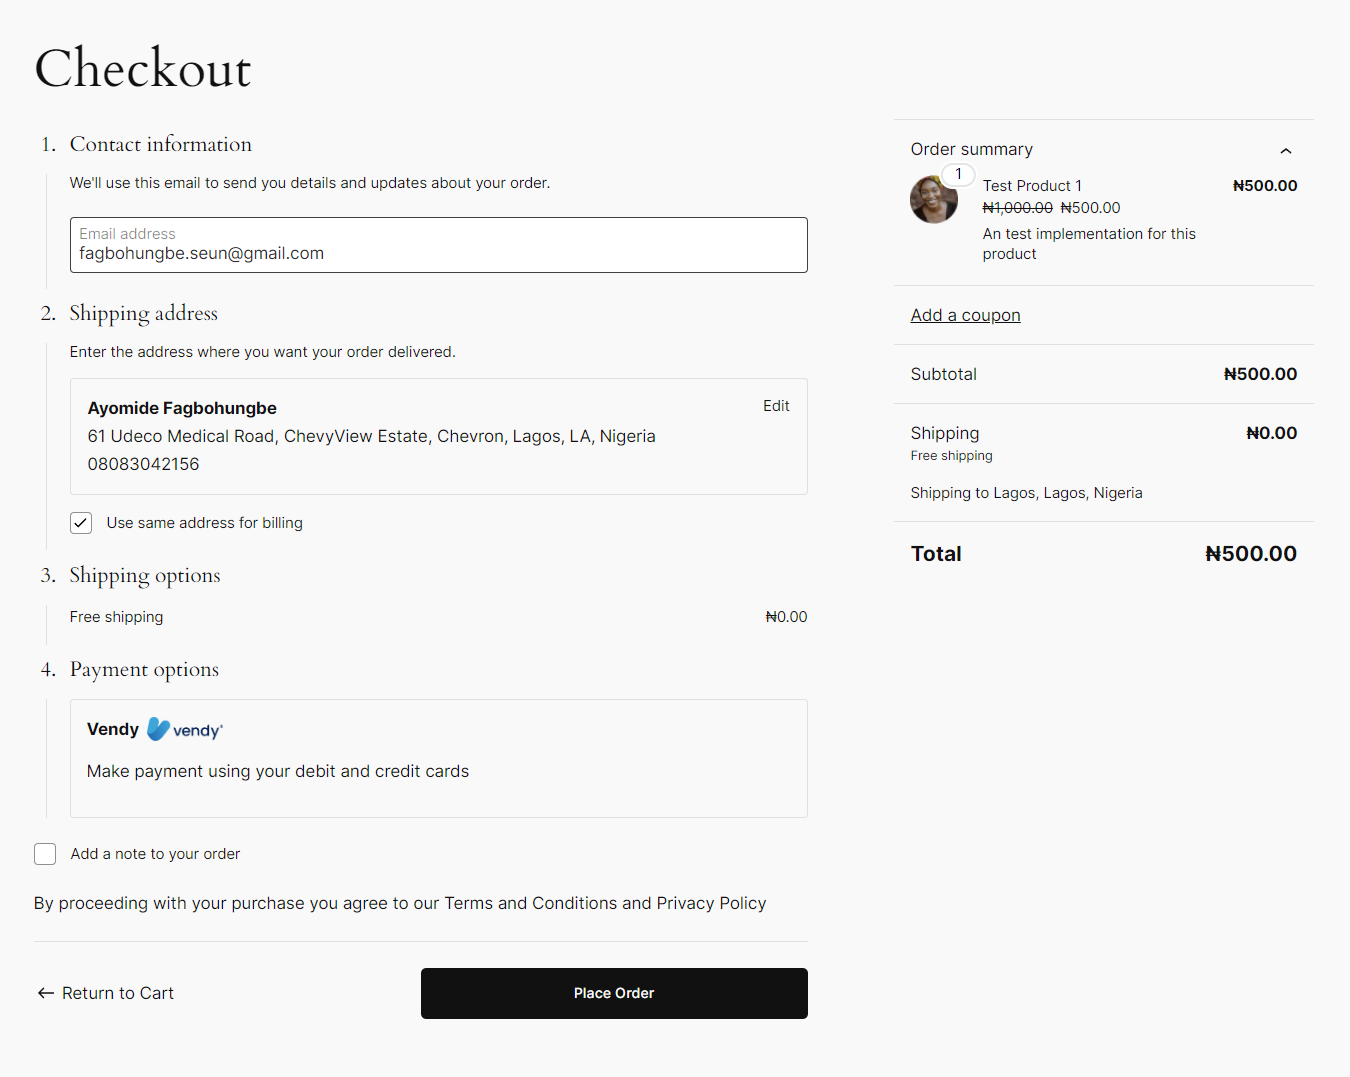 Checkout
1. Contact information
We'll use this email to send you details and updates about your order.
Email address
fagbohungbe.seun@gmail.com
2. Shipping address
Enter the address where you want your order delivered.
Ayomide Fagbohungbe
Edit
61 Udeco Medical Road, ChevyView Estate, Chevron, Lagos, LA, Nigeria
08083042156
Use same address for billing
3. Shipping options
Free shipping ₦0.00
4. Payment options
Vendy vendy
Make payment using your debit and credit cards
Add a note to your order
By proceeding with your purchase you agree to our Terms and Conditions and Privacy Policy
Return to Cart
Place Order
Order summary
1
Test Product 1 ₦500.00
₦1,000.00 ₦500.00
An test implementation for this
product
Add a coupon
Subtotal ₦500.00
Shipping ₦0.00
Free shipping
Shipping to Lagos, Lagos, Nigeria
Total ₦500.00